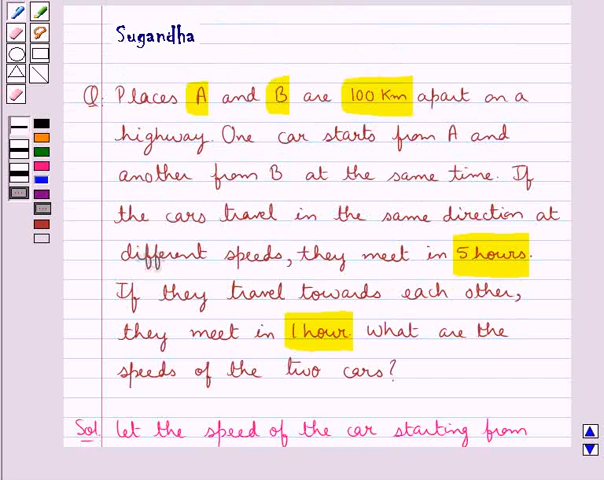 Sugandha
Q. Places A and B are 100 Km apart on a
highway. One car starts from A and
another from B at the same time. If
the cars travel in the same direction at
different speeds, they meet in 5 hours.
If they travel towards each other,
they meet in 1 hour. What are the
speeds of the two cars?
Sol. Let the speed of the car starting from